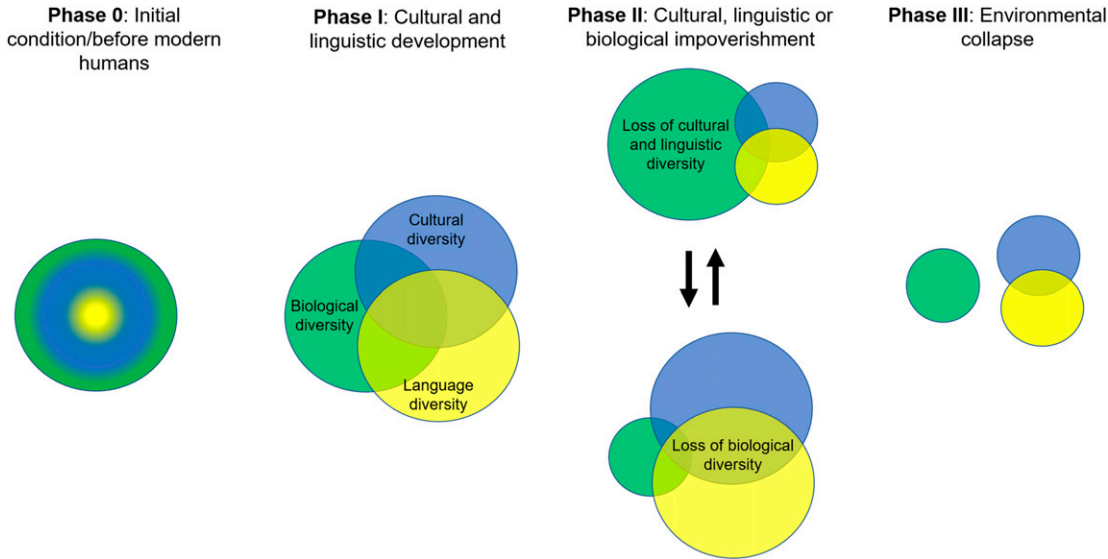 Phase 0: Initial
condition/before modern
humans
Phase I: Cultural and
linguistic development
Phase II: Cultural, linguistic or
biological impoverishment
Phase III: Environmental
collapse
Loss of cultural
and linguistic
diversity
Cultural
diversity
Biological
diversity
Language
diversity
Loss of biological
diversity